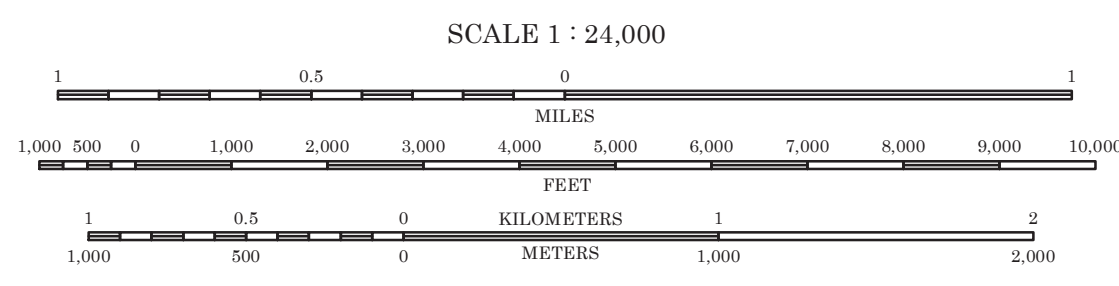 SCALE 1 : 24,000
1 0.5 0 1
MILES
1,000 500 0 1,000 2,000 3,000 4,000 5,000 6,000 7,000 8,000 9,000 10,000
FEET
1 0.5 0 KILOMETERS 1 2
1,000 500 0 METERS 1,000 2,000